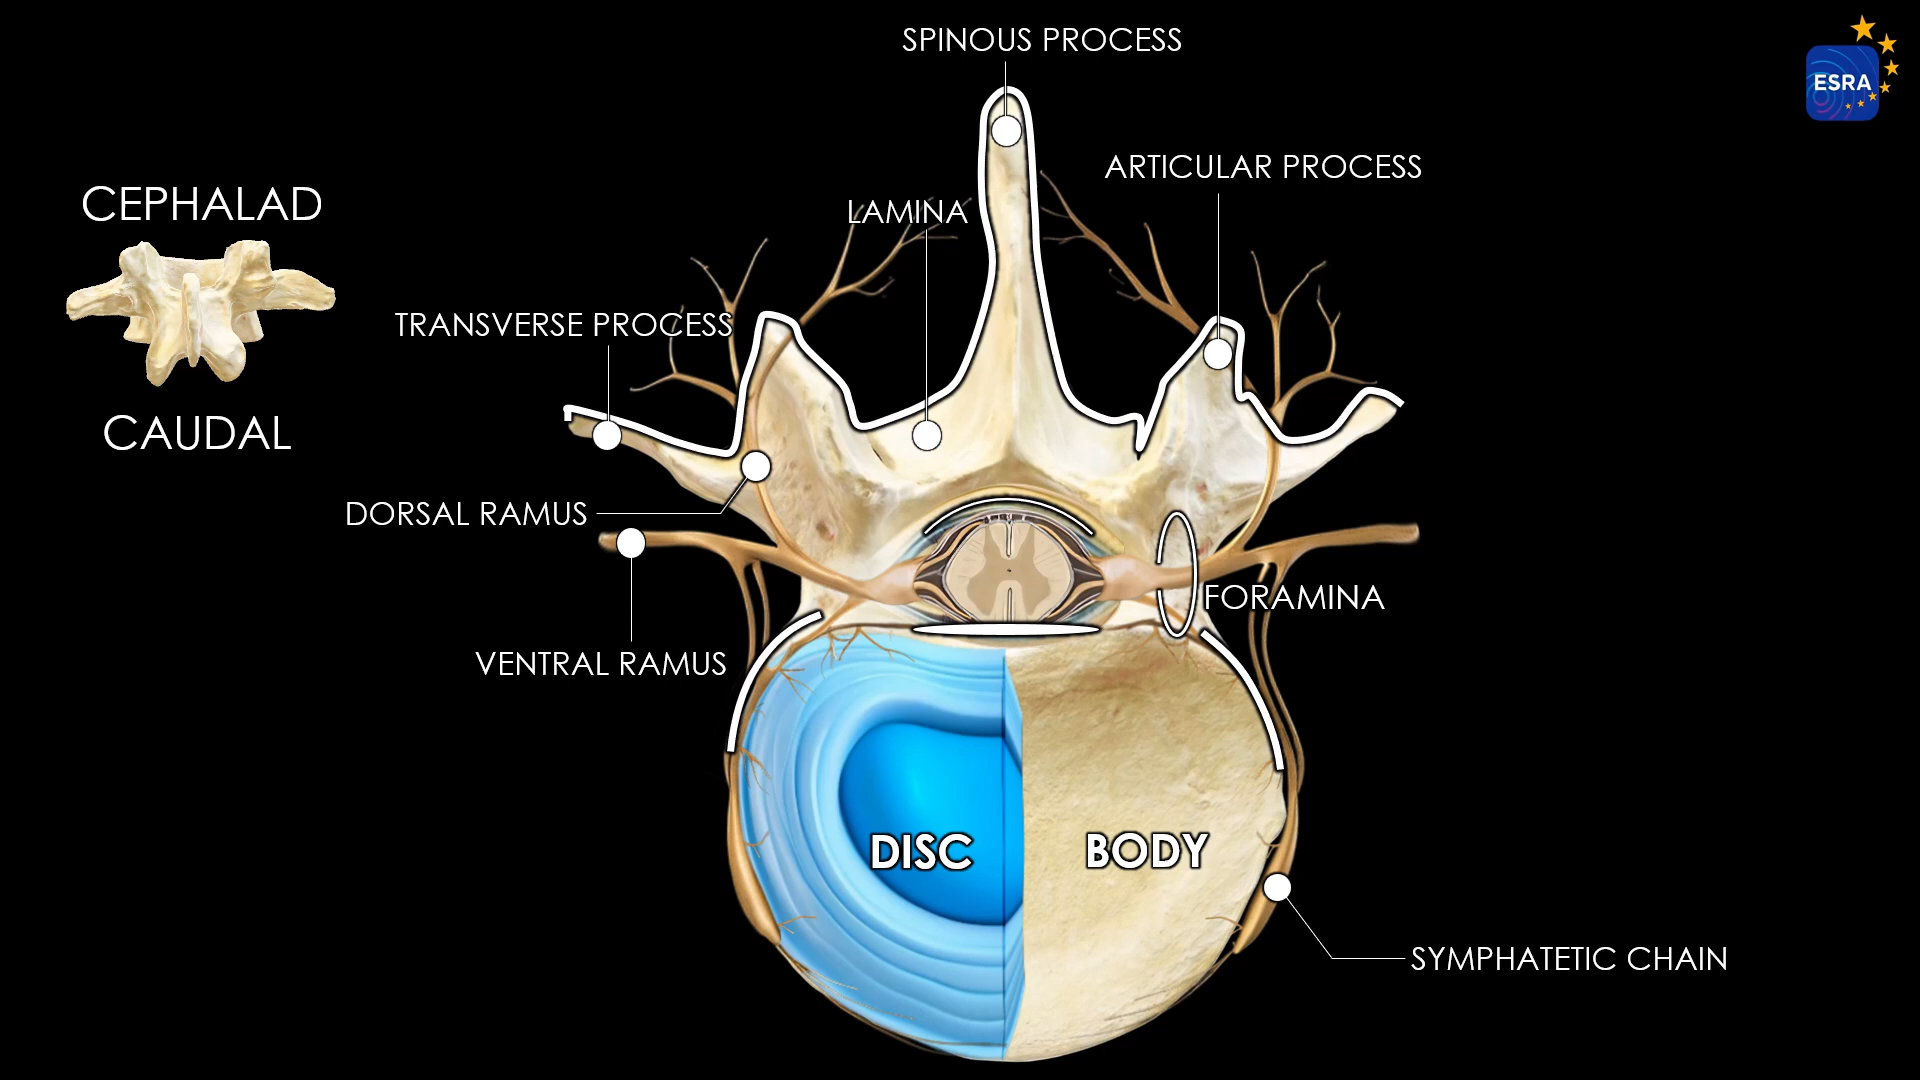 SPINOUS PROCESS
ESRA
ARTICULAR PROCESS
CEPHALAD
LAMINA
TRANSVERSE PROCESS
CAUDAL
DORSAL RAMUS
FORAMINA
VENTRAL RAMUS
DISC
BODY
SYMPHATETIC CHAIN